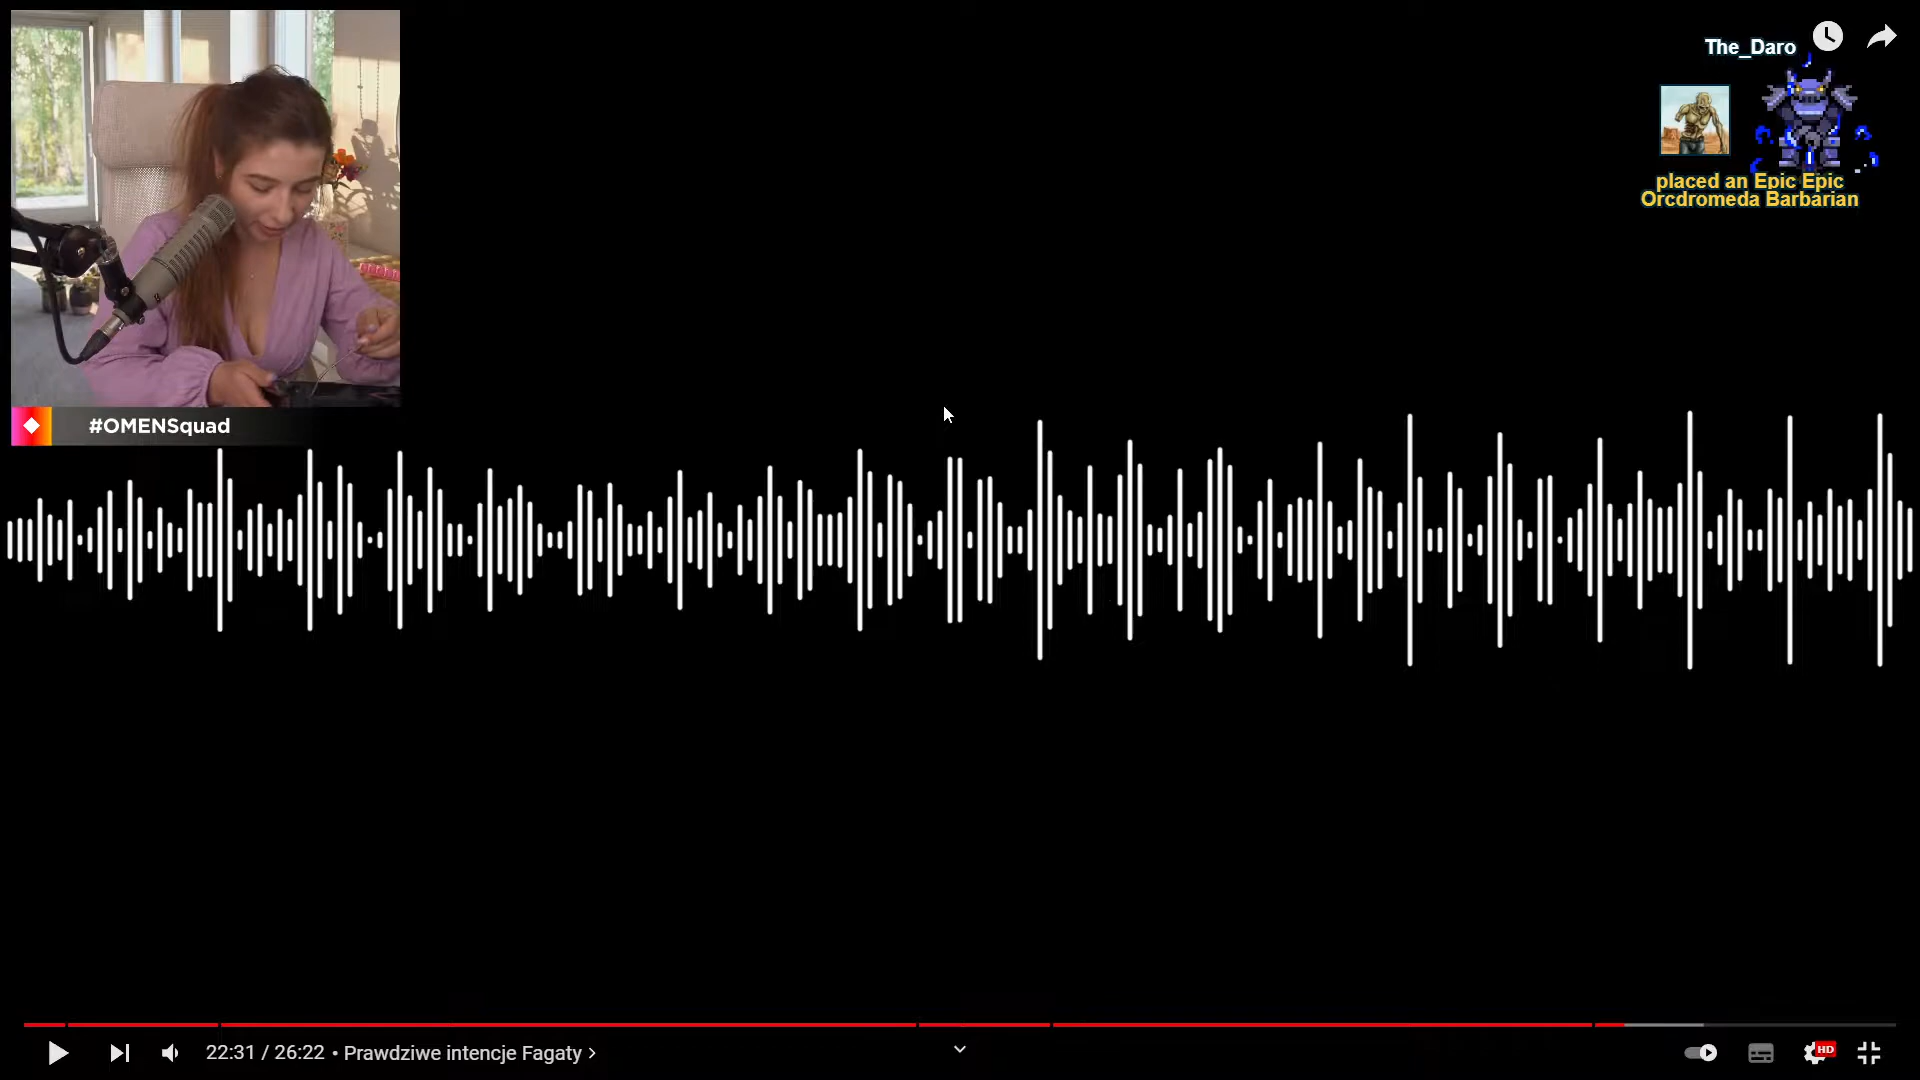 The_Daro
placed an Epic Epic
Orcdromeda Barbarian
#OMENSquad
22:31 / 26:22 • Prawdziwe intencje Fagaty
HD